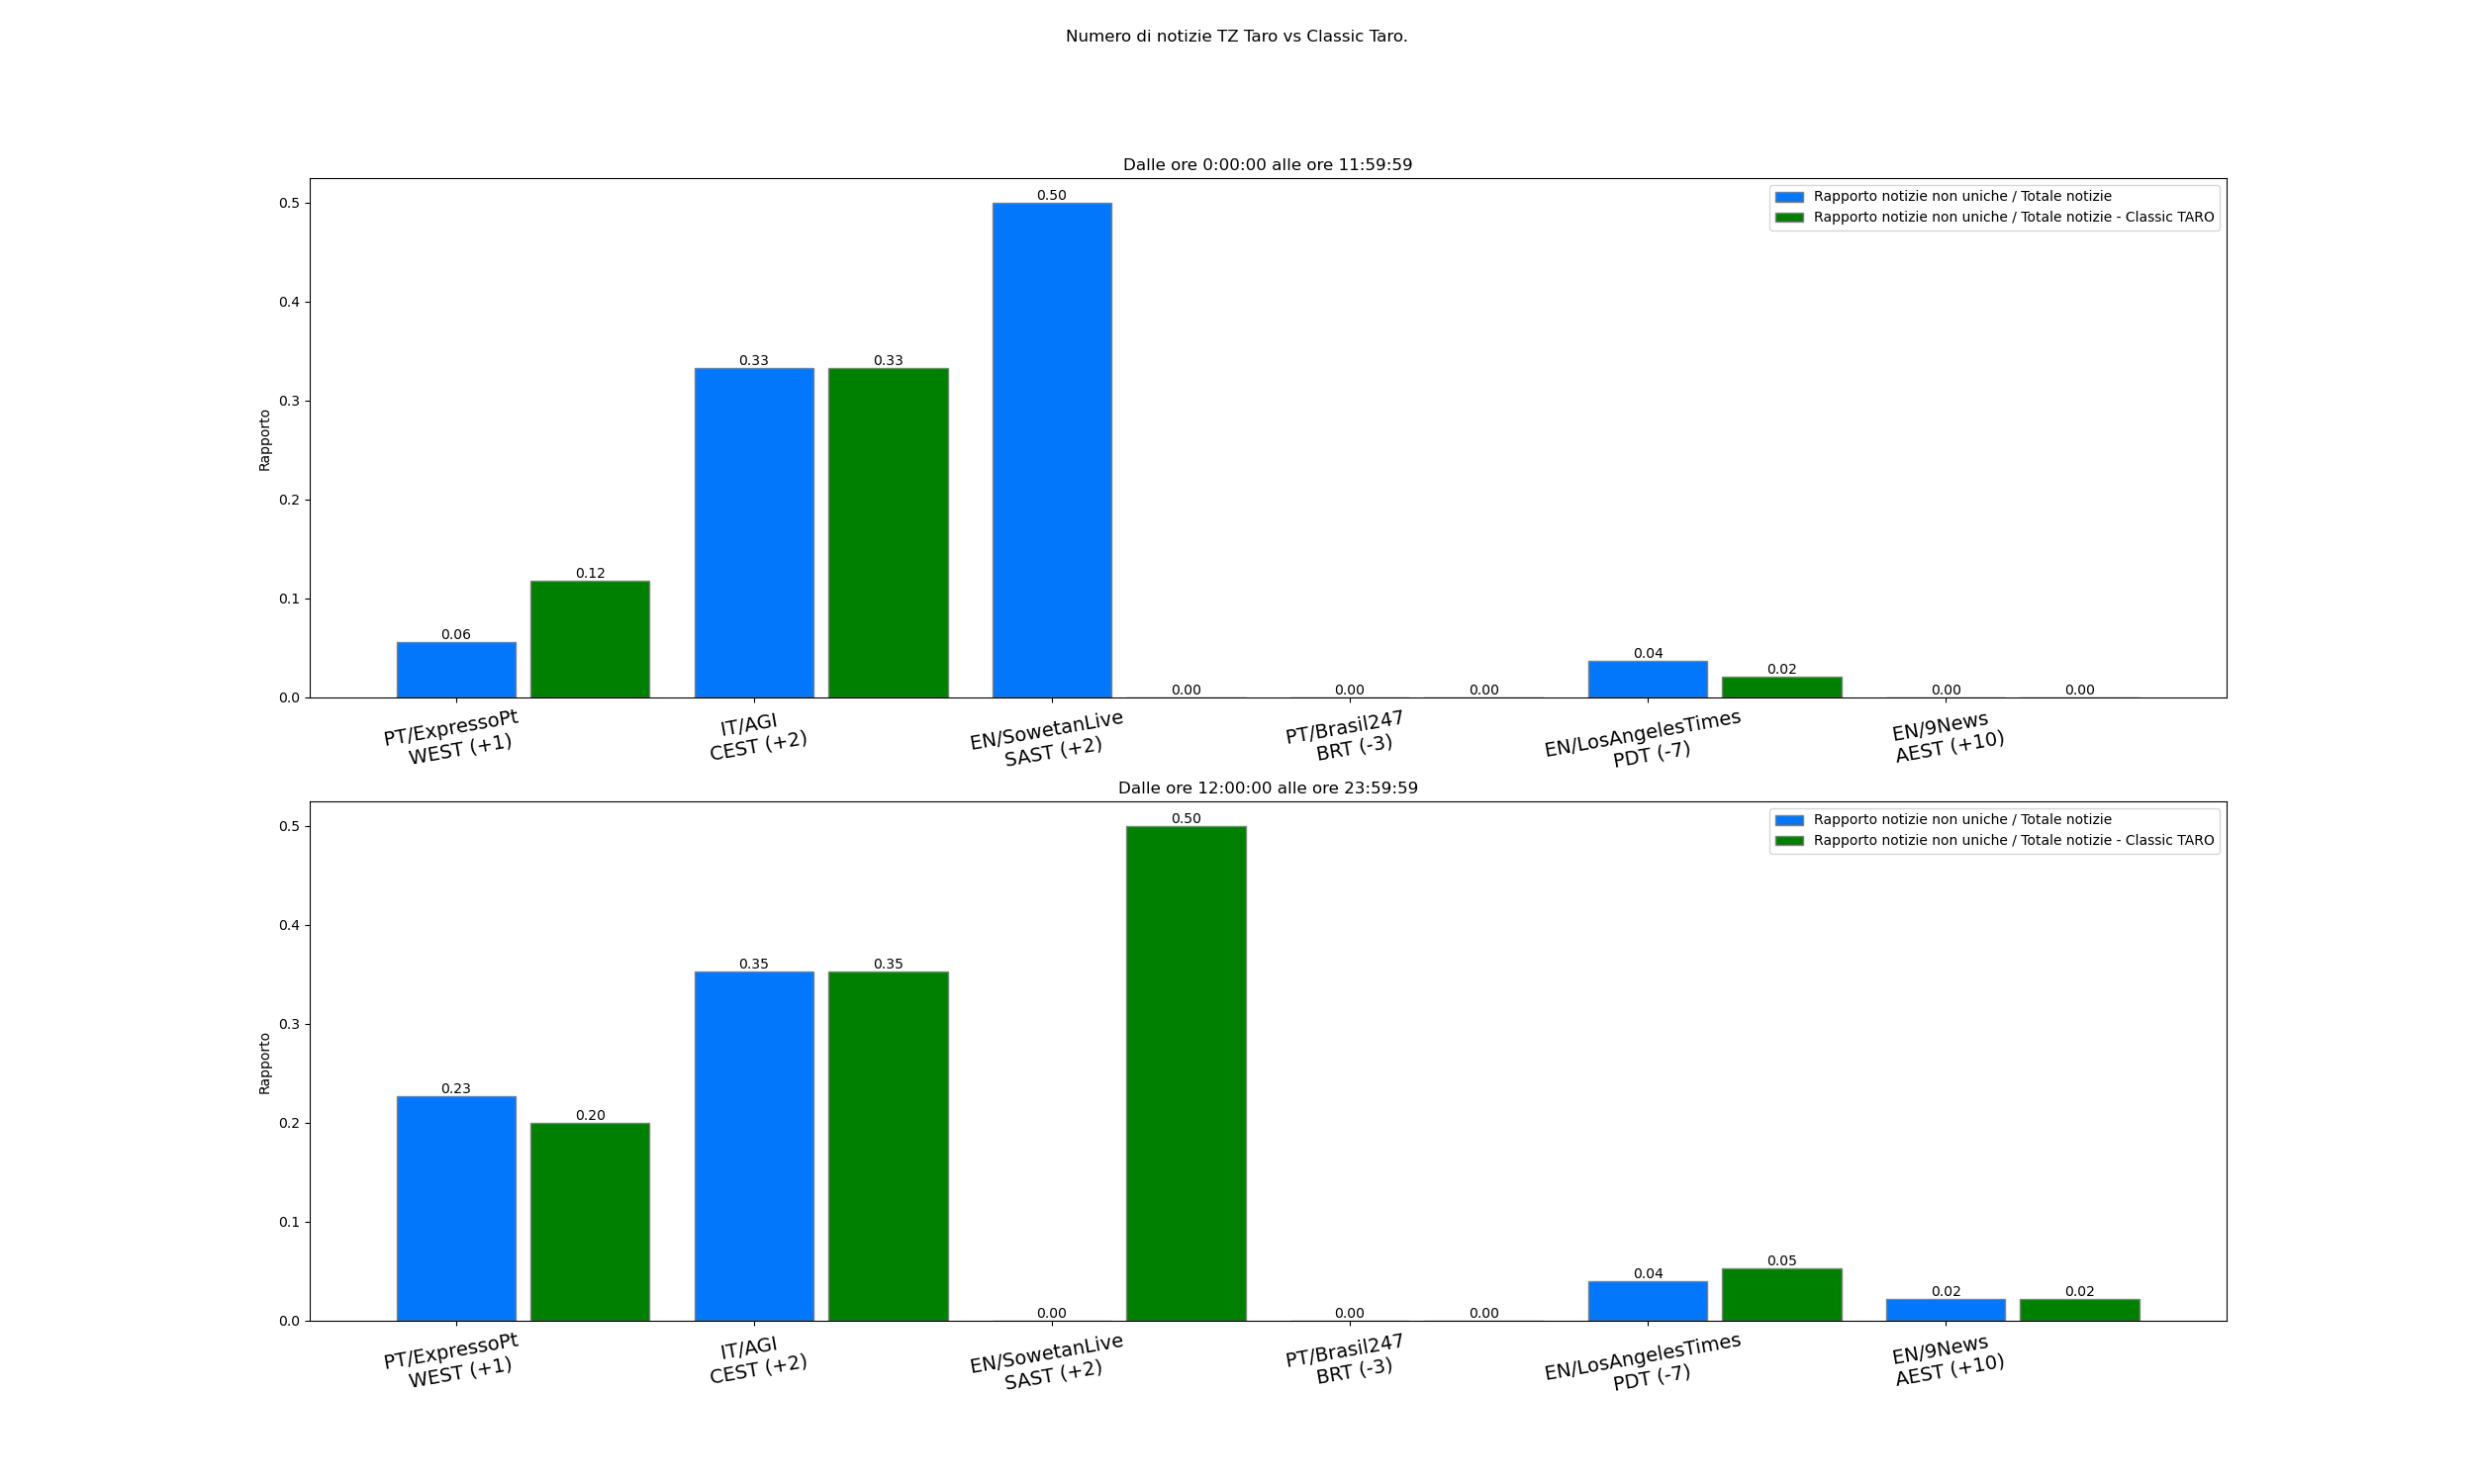 Numero di notizie TZ Taro vs Classic Taro.
Dalle ore 0:00:00 alle ore 11:59:59
Rapporto notizie non uniche / Totale notizie
Rapporto notizie non uniche / Totale notizie - Classic TARO
Rapporto
0.5
0.4
0.3
0.2
0.1
0.0
0.06
0.12
0.33
0.33
0.50
0.00
0.00
0.00
0.04
0.02
0.00
0.00
PT/ExpressoPt
WEST (+1)
IT/AGI
CEST (+2)
EN/SowetanLive
SAST (+2)
PT/Brasil247
BRT (-3)
EN/LosAngelesTimes
PDT (-7)
EN/9News
AEST (+10)
Dalle ore 12:00:00 alle ore 23:59:59
Rapporto notizie non uniche / Totale notizie
Rapporto notizie non uniche / Totale notizie - Classic TARO
Rapporto
0.5
0.4
0.3
0.2
0.1
0.0
0.23
0.20
0.35
0.35
0.00
0.50
0.00
0.00
0.04
0.05
0.02
0.02
PT/ExpressoPt
WEST (+1)
IT/AGI
CEST (+2)
EN/SowetanLive
SAST (+2)
PT/Brasil247
BRT (-3)
EN/LosAngelesTimes
PDT (-7)
EN/9News
AEST (+10)